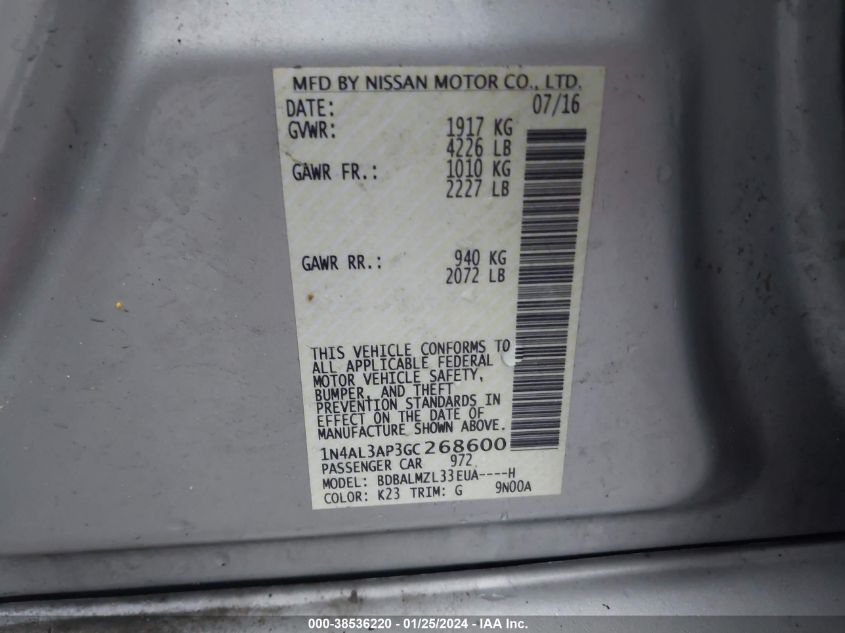 MFD BY NISSAN MOTOR CO., LTD.
DATE: 07/16
GVWR: 1917 KG
4226 LB
GAWR FR.: 1010 KG
2227 LB
GAWR RR.: 940 KG
2072 LB
THIS VEHICLE CONFORMS TO
ALL APPLICABLE FEDERAL
MOTOR VEHICLE SAFETY,
BUMPER, AND THEFT
PREVENTION STANDARDS IN
EFFECT ON THE DATE OF
MANUFACTURE SHOWN ABOVE.
1N4AL3AP3GC268600
PASSENGER CAR 972
MODEL: BDBALMZL33EUA----H
COLOR: K23 TRIM: G 9N00A
000-38536220 - 01/25/2024 - IAA Inc.